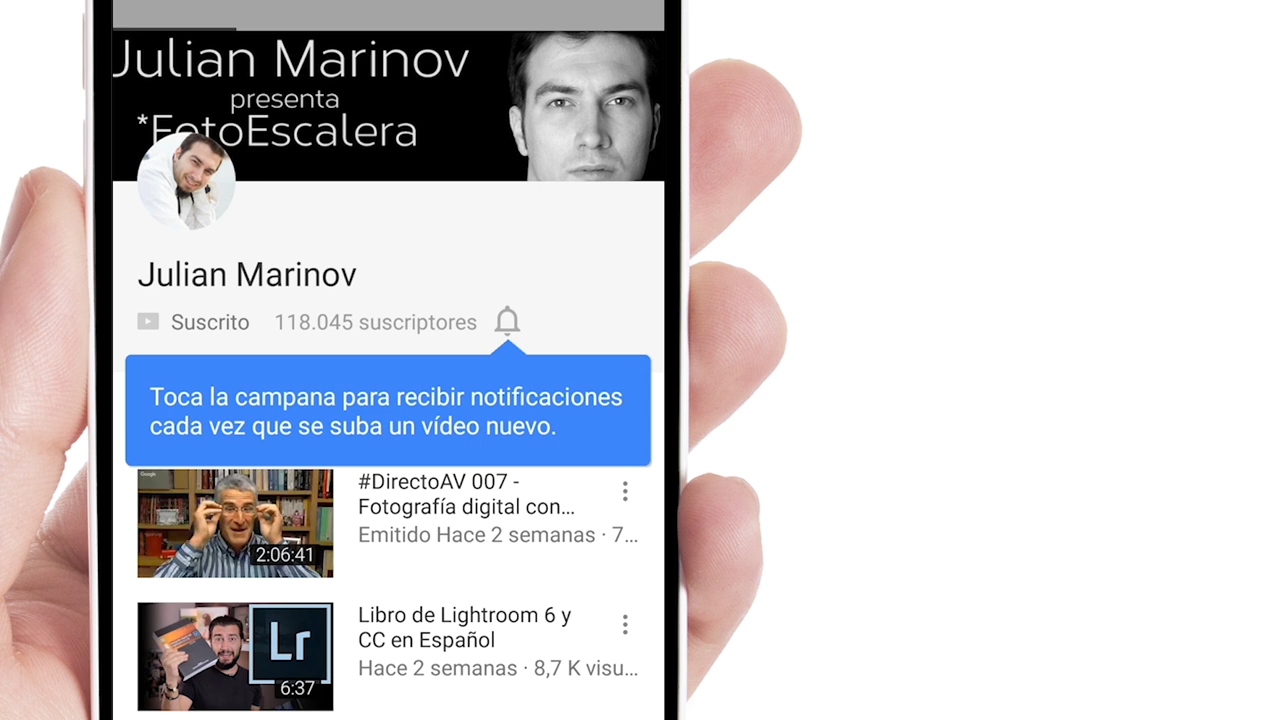 Julian Marinov
presenta
*FotoEscalera
Julian Marinov
Suscrito 118.045 suscriptores
Toca la campana para recibir notificaciones
cada vez que se suba un vídeo nuevo.
Google
#DirectoAV 007 -
Fotografía digital con...
Emitido Hace 2 semanas · 7...
2:06:41
Libro de Lightroom 6 y
CC en Español
Hace 2 semanas · 8,7 K visu...
Lr
6:37